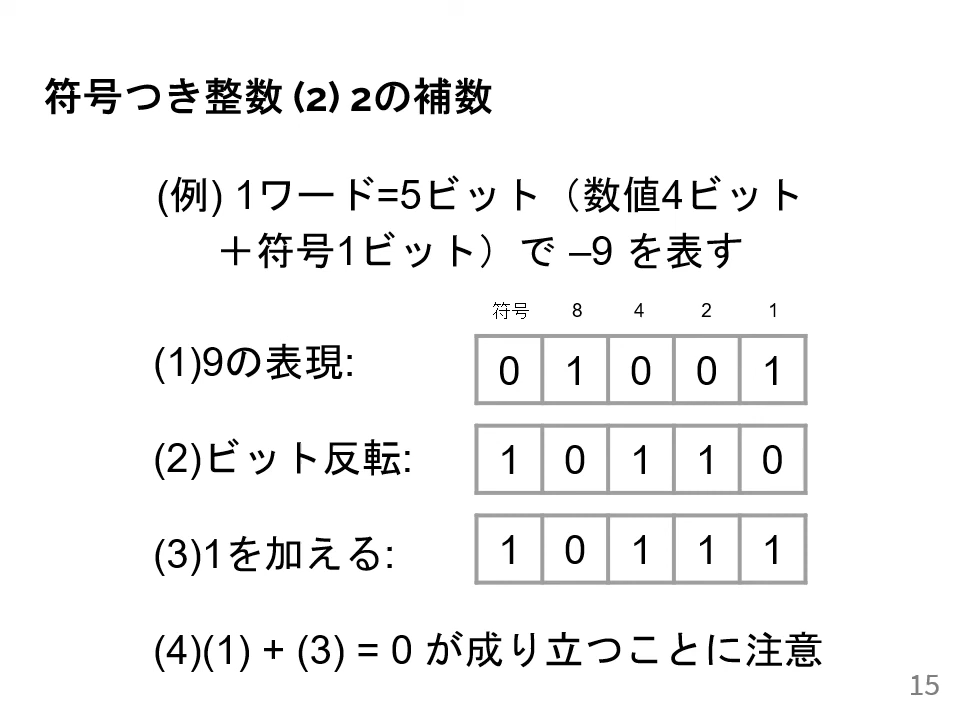 符号つき整数 (2) 2の補数
(例) 1ワード=5ビット（数値4ビット
＋符号1ビット）で –9 を表す
符号 8 4 2 1
(1)9の表現: 0 1 0 0 1
(2)ビット反転: 1 0 1 1 0
(3)1を加える: 1 0 1 1 1
(4)(1) + (3) = 0 が成り立つことに注意
15